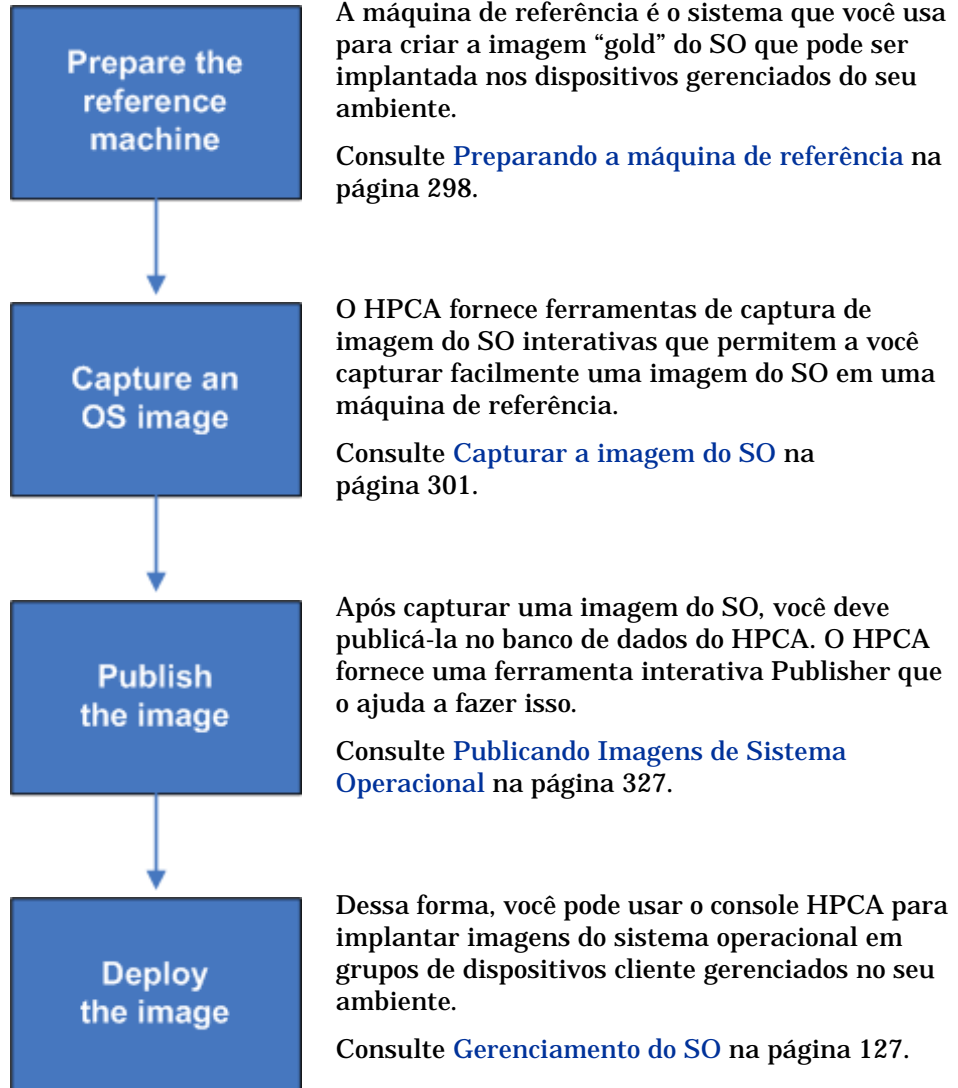 Prepare the
reference
machine
A máquina de referência é o sistema que você usa
para criar a imagem “gold” do SO que pode ser
implantada nos dispositivos gerenciados do seu
ambiente.
Consulte Preparando a máquina de referência na
página 298.
Capture an
OS image
O HPCA fornece ferramentas de captura de
imagem do SO interativas que permitem a você
capturar facilmente uma imagem do SO em uma
máquina de referência.
Consulte Capturar a imagem do SO na
página 301.
Publish
the image
Após capturar uma imagem do SO, você deve
publicá-la no banco de dados do HPCA. O HPCA
fornece uma ferramenta interativa Publisher que
o ajuda a fazer isso.
Consulte Publicando Imagens de Sistema
Operacional na página 327.
Deploy
the image
Dessa forma, você pode usar o console HPCA para
implantar imagens do sistema operacional em
grupos de dispositivos cliente gerenciados no seu
ambiente.
Consulte Gerenciamento do SO na página 127.